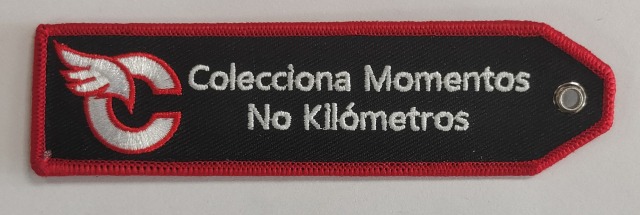 Colecciona Momentos
No Kilómetros